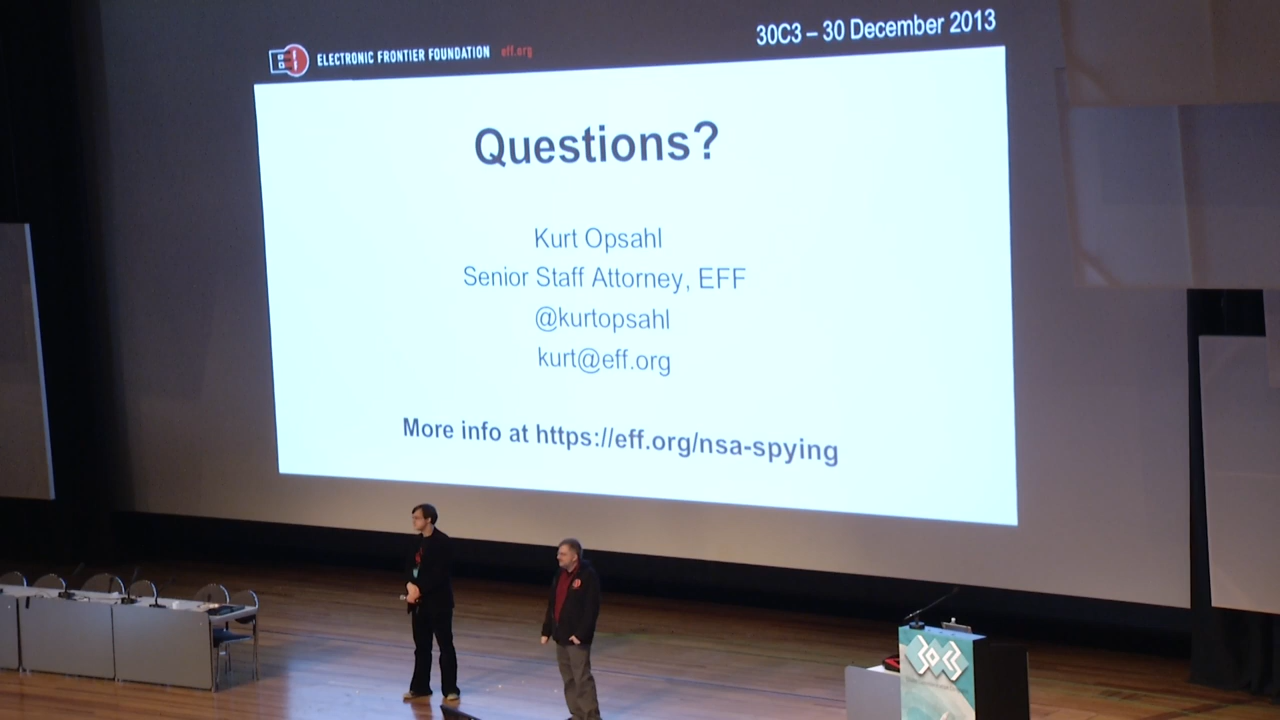 30C3 – 30 December 2013
ELECTRONIC FRONTIER FOUNDATION eff.org
Questions?
Kurt Opsahl
Senior Staff Attorney, EFF
@kurtopsahl
kurt@eff.org
More info at https://eff.org/nsa-spying
30C3